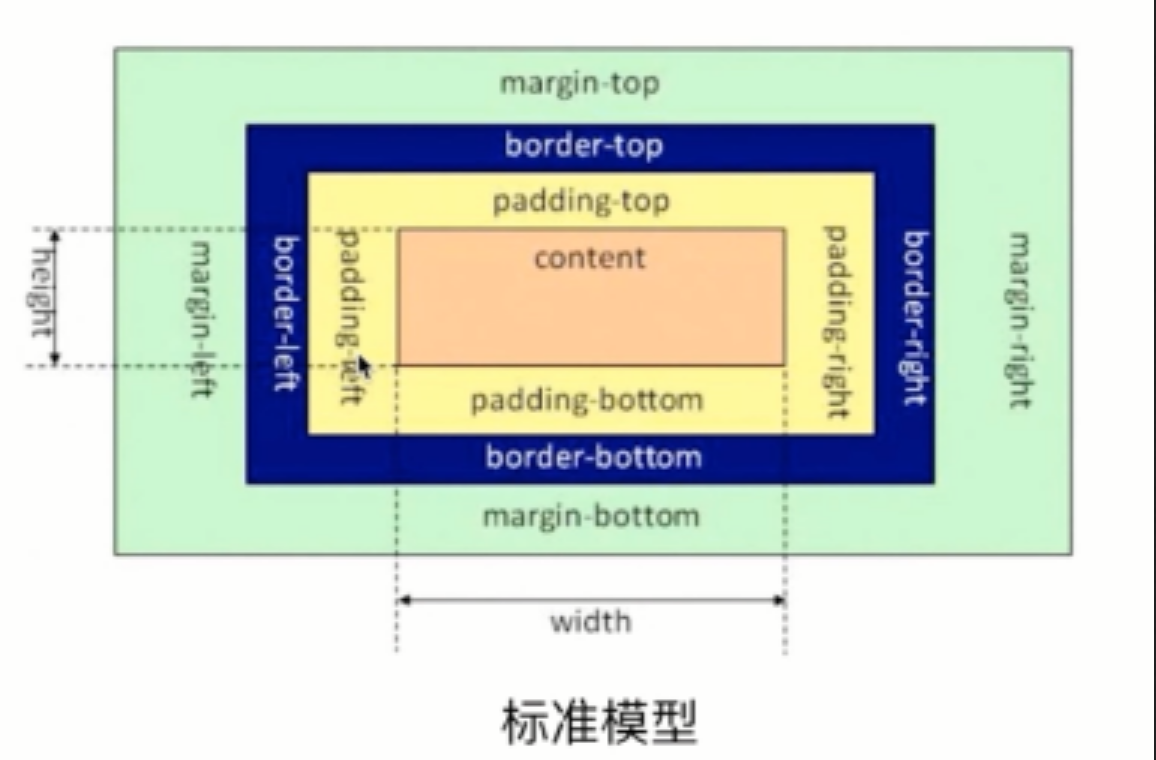 margin-top
border-top
padding-top
content
height
margin-left
border-left
padding-left
padding-right
border-right
margin-right
padding-bottom
border-bottom
margin-bottom
width
标准模型